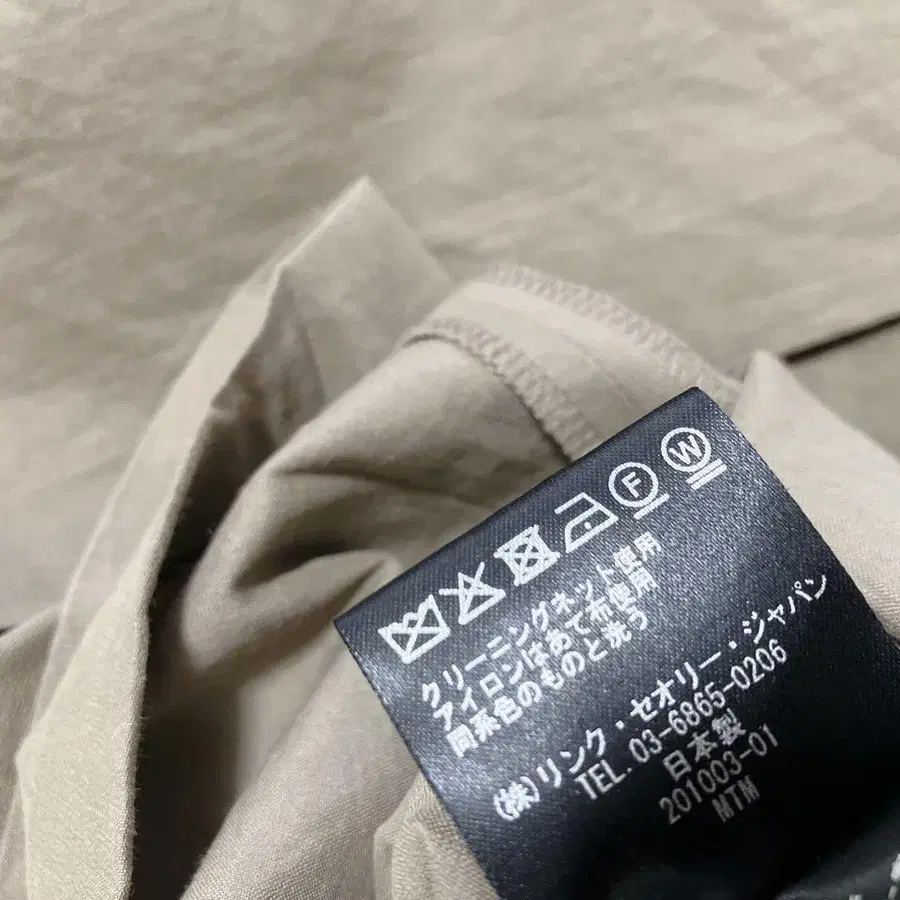 F W
クリーニングネット使用
アイロンはあて布使用
同系色のものと洗う
(株)リンク・セオリー・ジャパン
TEL. 03-6865-0206
日本製
201003-01
MTM